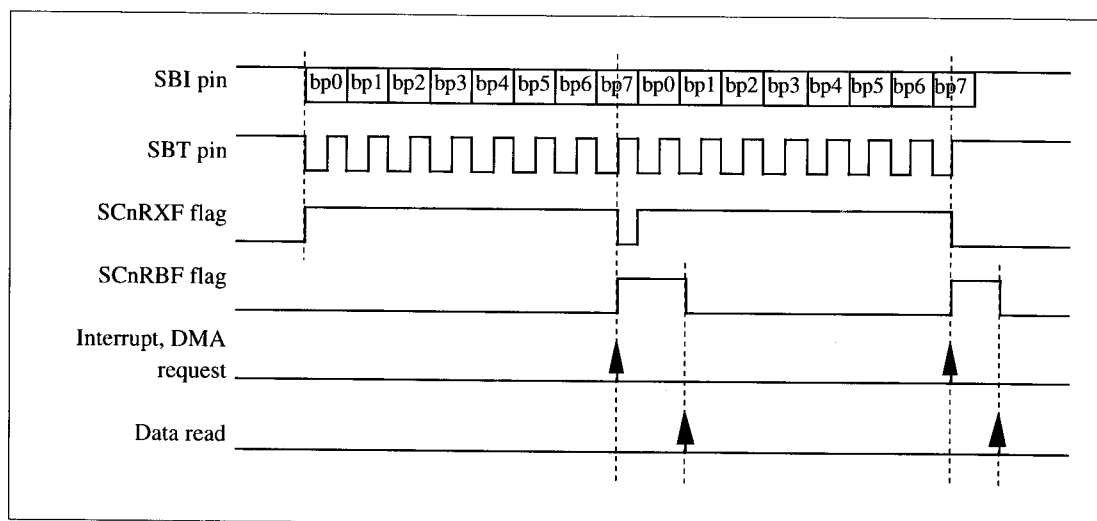 SBI pin
bp0 bp1 bp2 bp3 bp4 bp5 bp6 bp7 bp0 bp1 bp2 bp3 bp4 bp5 bp6 bp7
SBT pin
SCnRXF flag
SCnRBF flag
Interrupt, DMA
request
Data read